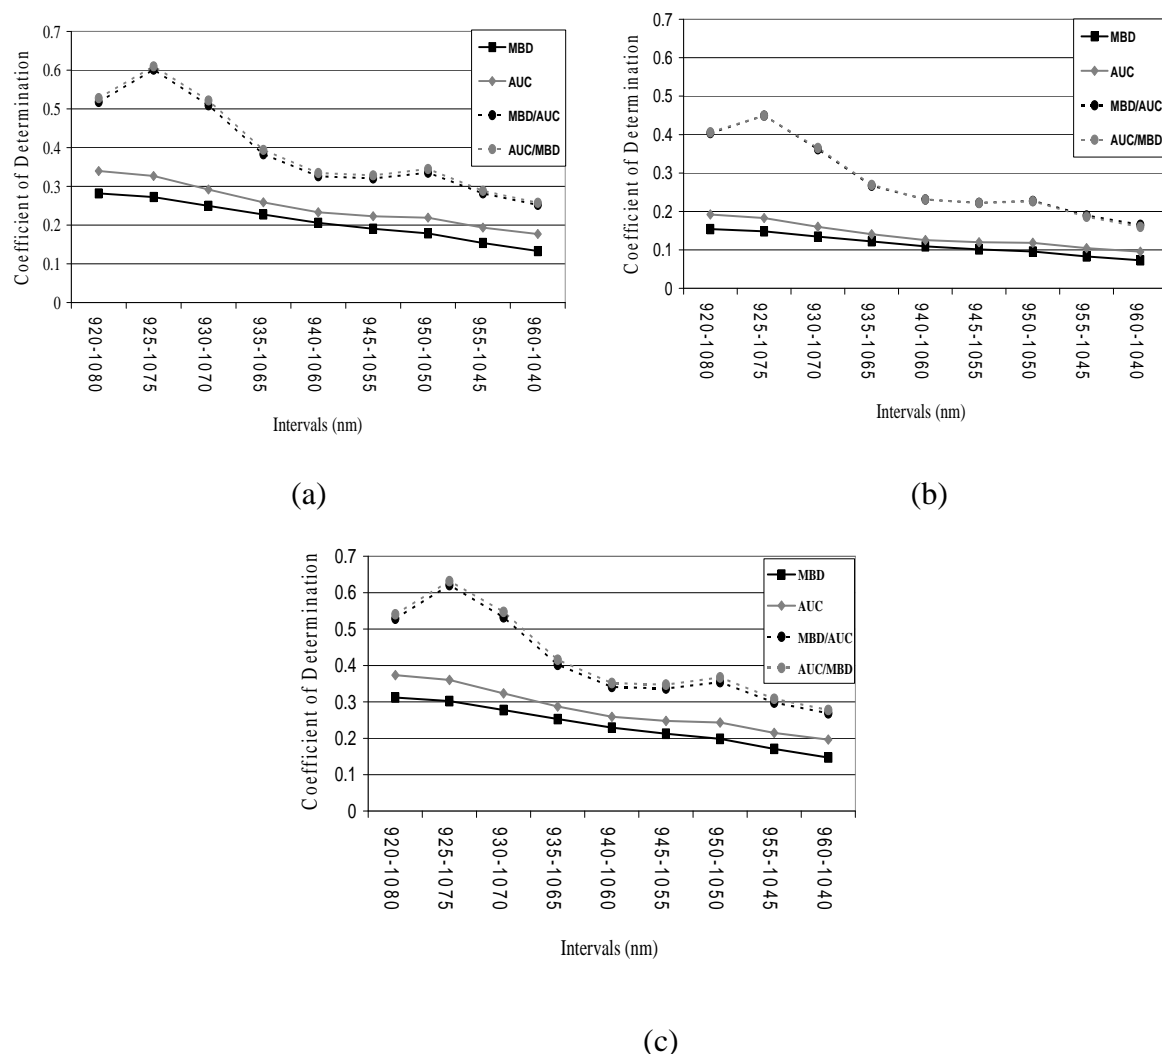 Coefficient of Determination
0.7
0.6
0.5
0.4
0.3
0.2
0.1
0
MBD
AUC
MBD/AUC
AUC/MBD
920-1080
925-1075
930-1070
935-1065
940-1060
945-1055
950-1050
955-1045
960-1040
Intervals (nm)
(a)
Coefficient of Determination
0.7
0.6
0.5
0.4
0.3
0.2
0.1
0
MBD
AUC
MBD/AUC
AUC/MBD
920-1080
925-1075
930-1070
935-1065
940-1060
945-1055
950-1050
955-1045
960-1040
Intervals (nm)
(b)
Coefficient of Determination
0.7
0.6
0.5
0.4
0.3
0.2
0.1
0
MBD
AUC
MBD/AUC
AUC/MBD
920-1080
925-1075
930-1070
935-1065
940-1060
945-1055
950-1050
955-1045
960-1040
Intervals (nm)
(c)